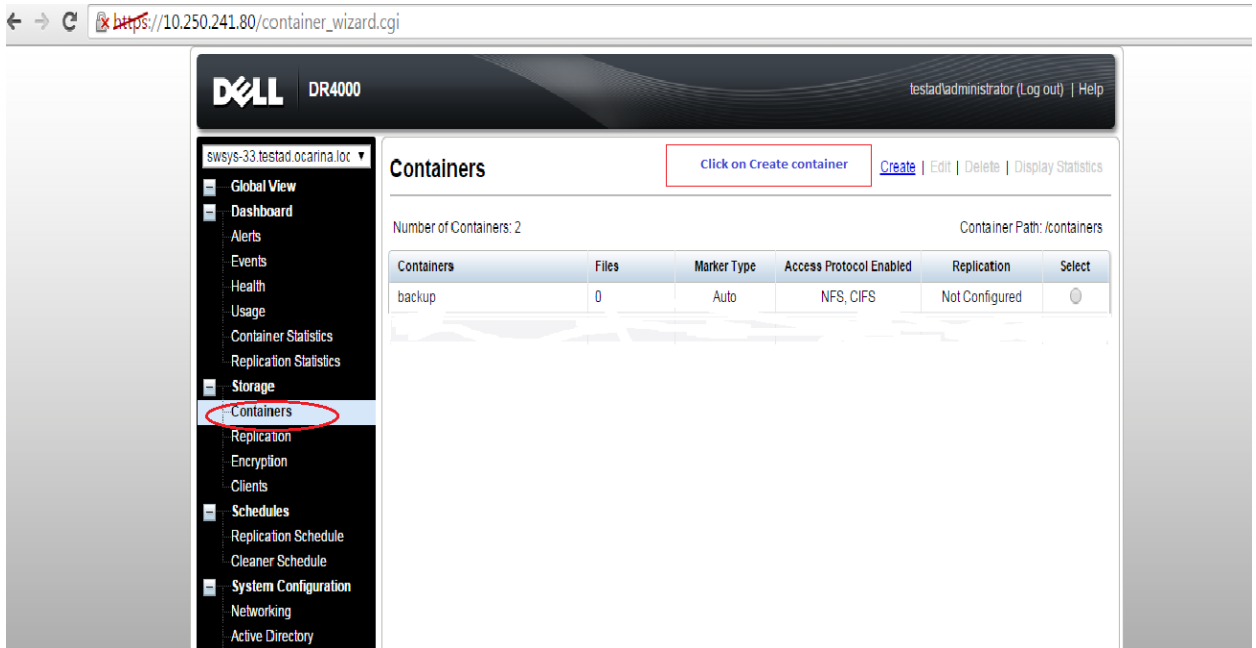 https://10.250.241.80/container_wizard.cgi
DELL DR4000
testad\administrator (Log out) | Help
swsys-33.testad.ocarina.loc
Containers
Click on Create container
Create | Edit | Delete | Display Statistics
Global View
Dashboard
Alerts
Events
Health
Usage
Container Statistics
Replication Statistics
Storage
Containers
Replication
Encryption
Clients
Schedules
Replication Schedule
Cleaner Schedule
System Configuration
Networking
Active Directory
Number of Containers: 2
Container Path: /containers
Containers Files Marker Type Access Protocol Enabled Replication Select
backup 0 Auto NFS, CIFS Not Configured